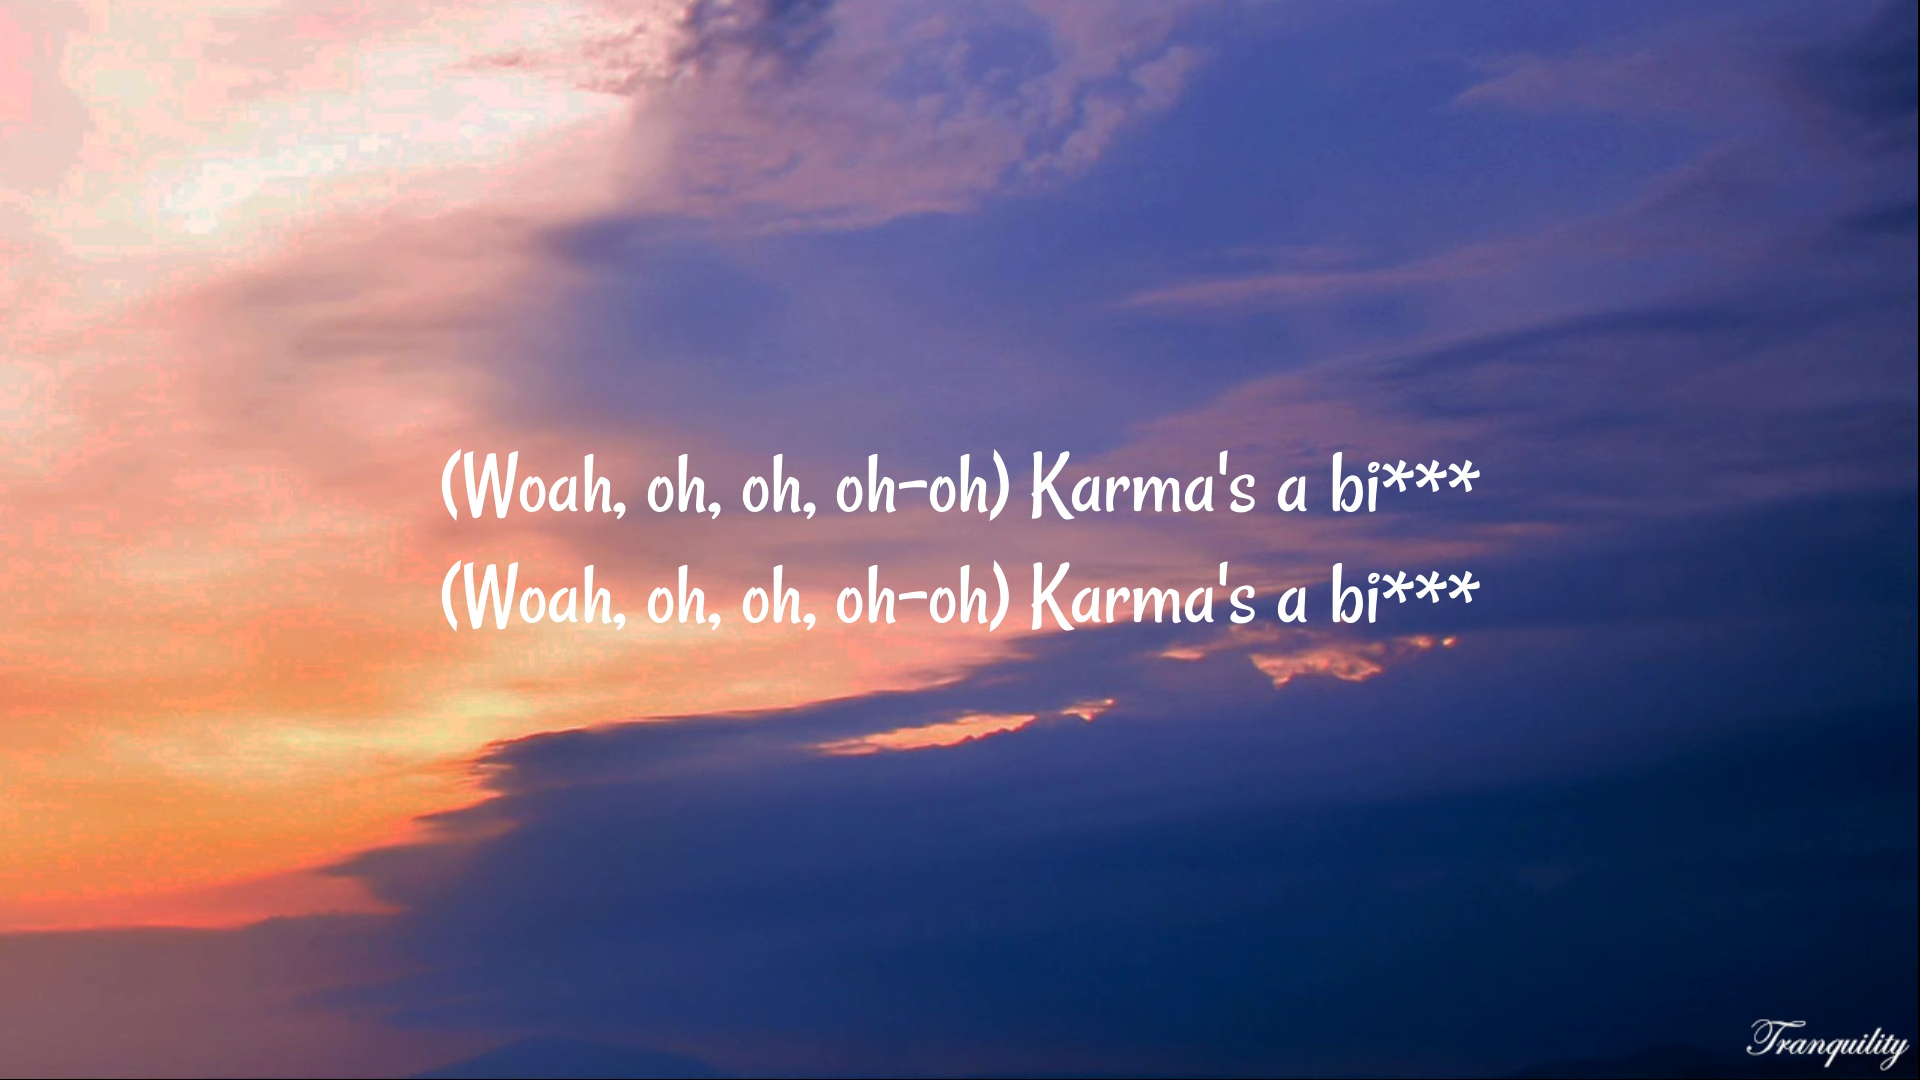 (Woah, oh, oh, oh-oh) Karma's a bi***
(Woah, oh, oh, oh-oh) Karma's a bi***
Tranquility